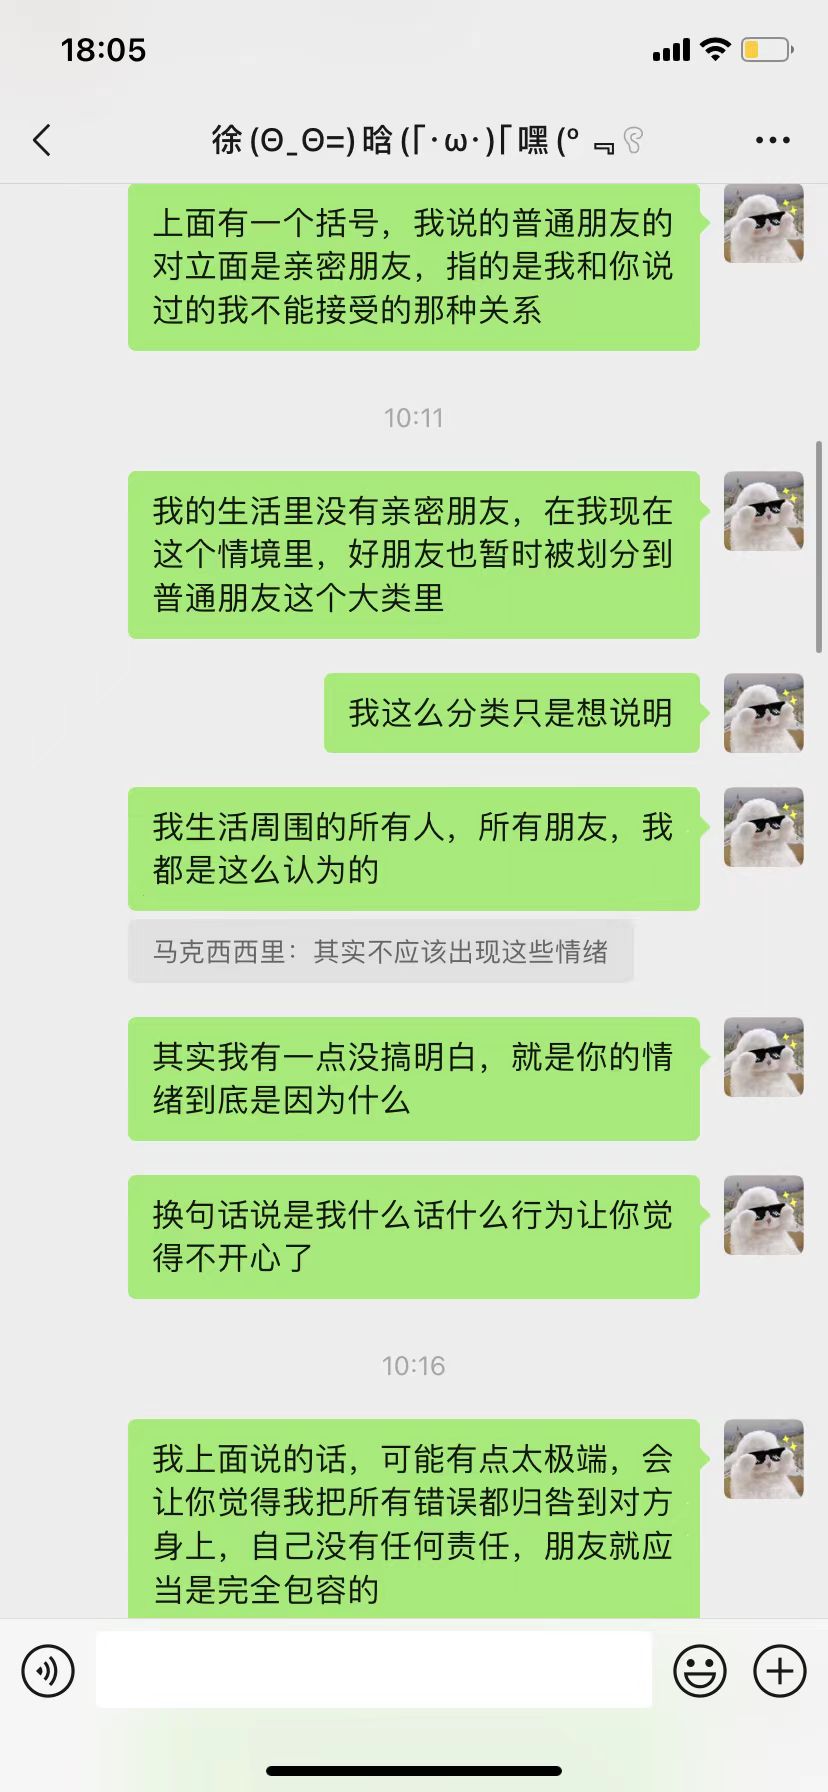 18:05
徐(ʘ_ʘ=)晗(｢･ω･)｢嘿(º﹃
上面有一个括号，我说的普通朋友的
对立面是亲密朋友，指的是我和你说
过的我不能接受的那种关系
10:11
我的生活里没有亲密朋友，在我现在
这个情境里，好朋友也暂时被划分到
普通朋友这个大类里
我这么分类只是想说明
我生活周围的所有人，所有朋友，我
都是这么认为的
马克西西里：其实不应该出现这些情绪
其实我有一点没搞明白，就是你的情
绪到底是因为什么
换句话说是我什么话什么行为让你觉
得不开心了
10:16
我上面说的话，可能有点太极端，会
让你觉得我把所有错误都归咎到对方
身上，自己没有任何责任，朋友就应
当是完全包容的